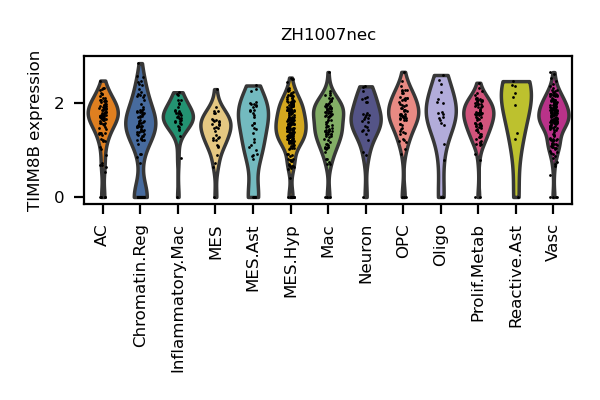 ZH1007nec
TIMM8B expression
2
0
AC
Chromatin.Reg
Inflammatory.Mac
MES
MES.Ast
MES.Hyp
Mac
Neuron
OPC
Oligo
Prolif.Metab
Reactive.Ast
Vasc